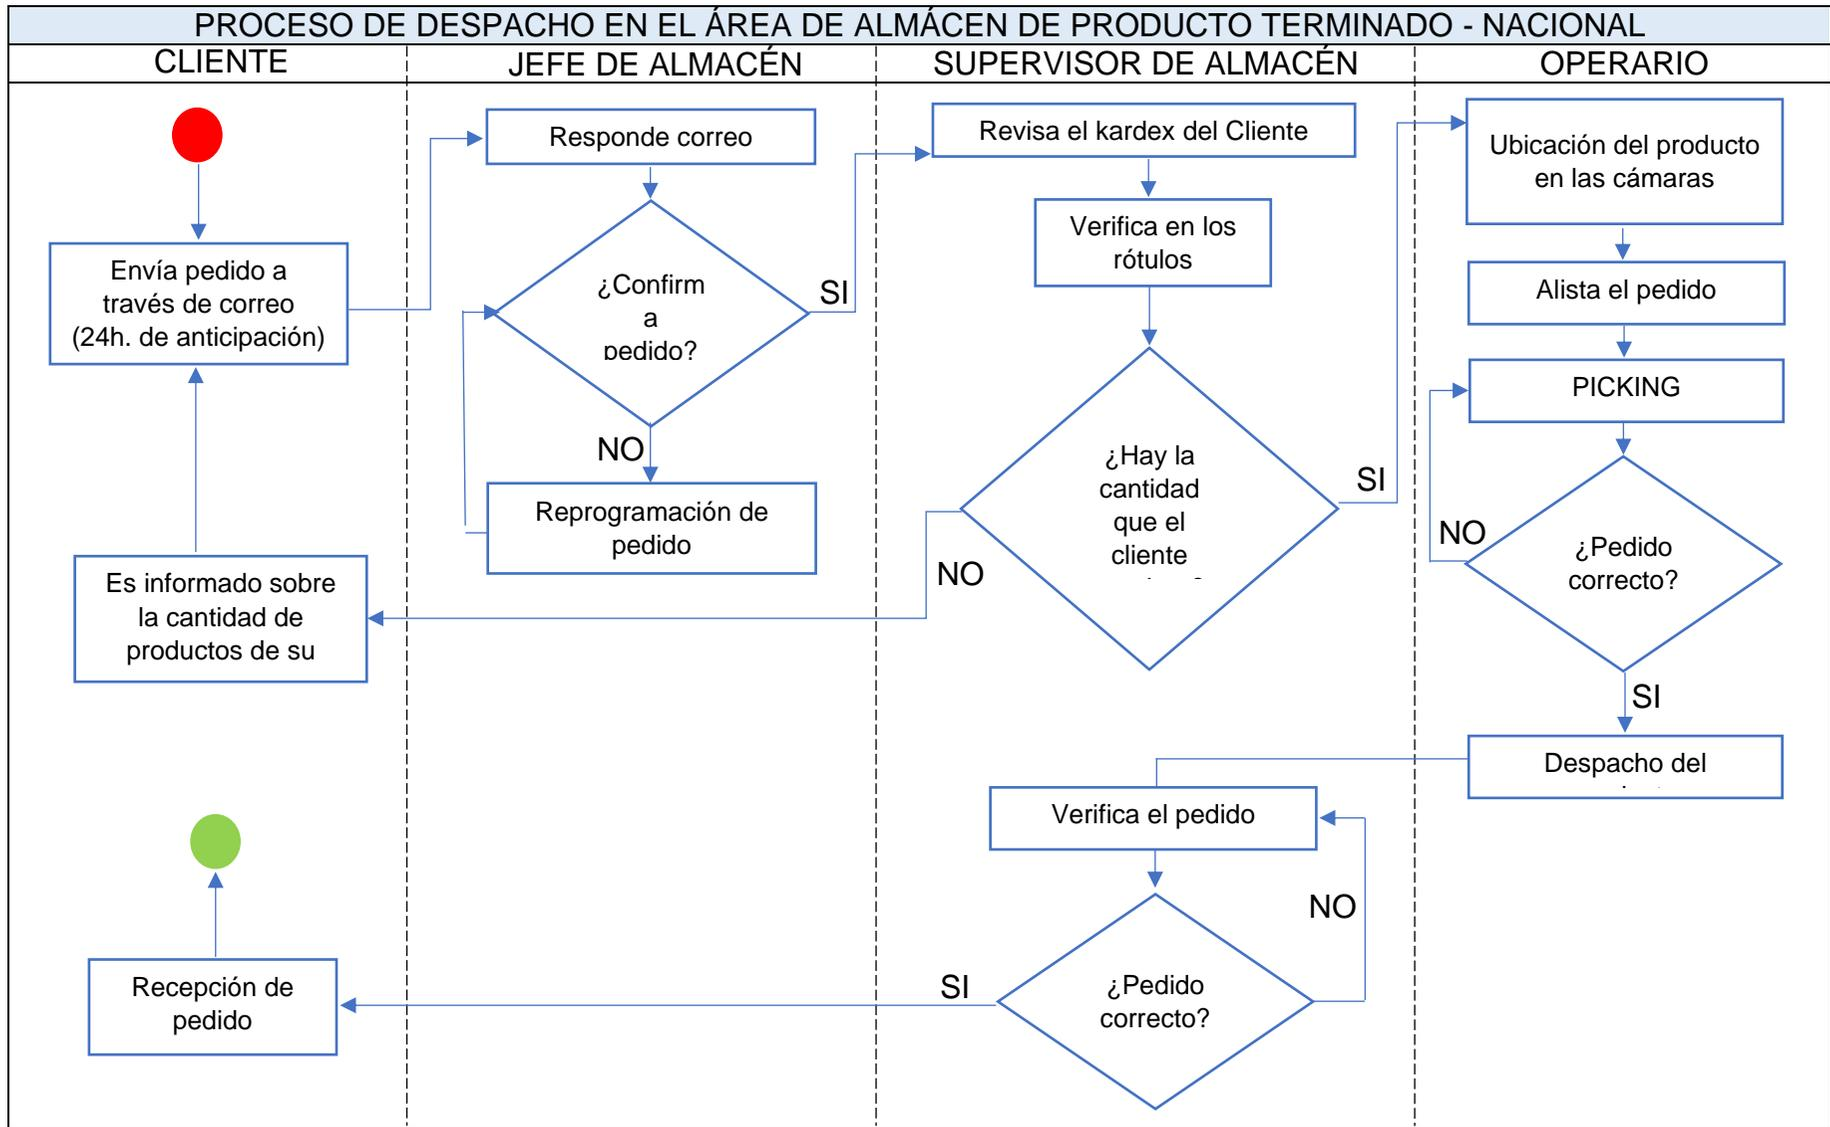 PROCESO DE DESPACHO EN EL ÁREA DE ALMÁCEN DE PRODUCTO TERMINADO - NACIONAL
CLIENTE
JEFE DE ALMACÉN
SUPERVISOR DE ALMACÉN
OPERARIO
Envía pedido a
través de correo
(24h. de anticipación)
Es informado sobre
la cantidad de
productos de su
Recepción de
pedido
Responde correo
¿Confirm
a
pedido?
SI
NO
Reprogramación de
pedido
Revisa el kardex del Cliente
Verifica en los
rótulos
¿Hay la
cantidad
que el
cliente
SI
NO
Verifica el pedido
¿Pedido
correcto?
NO
SI
Ubicación del producto
en las cámaras
Alista el pedido
PICKING
¿Pedido
correcto?
NO
SI
Despacho del